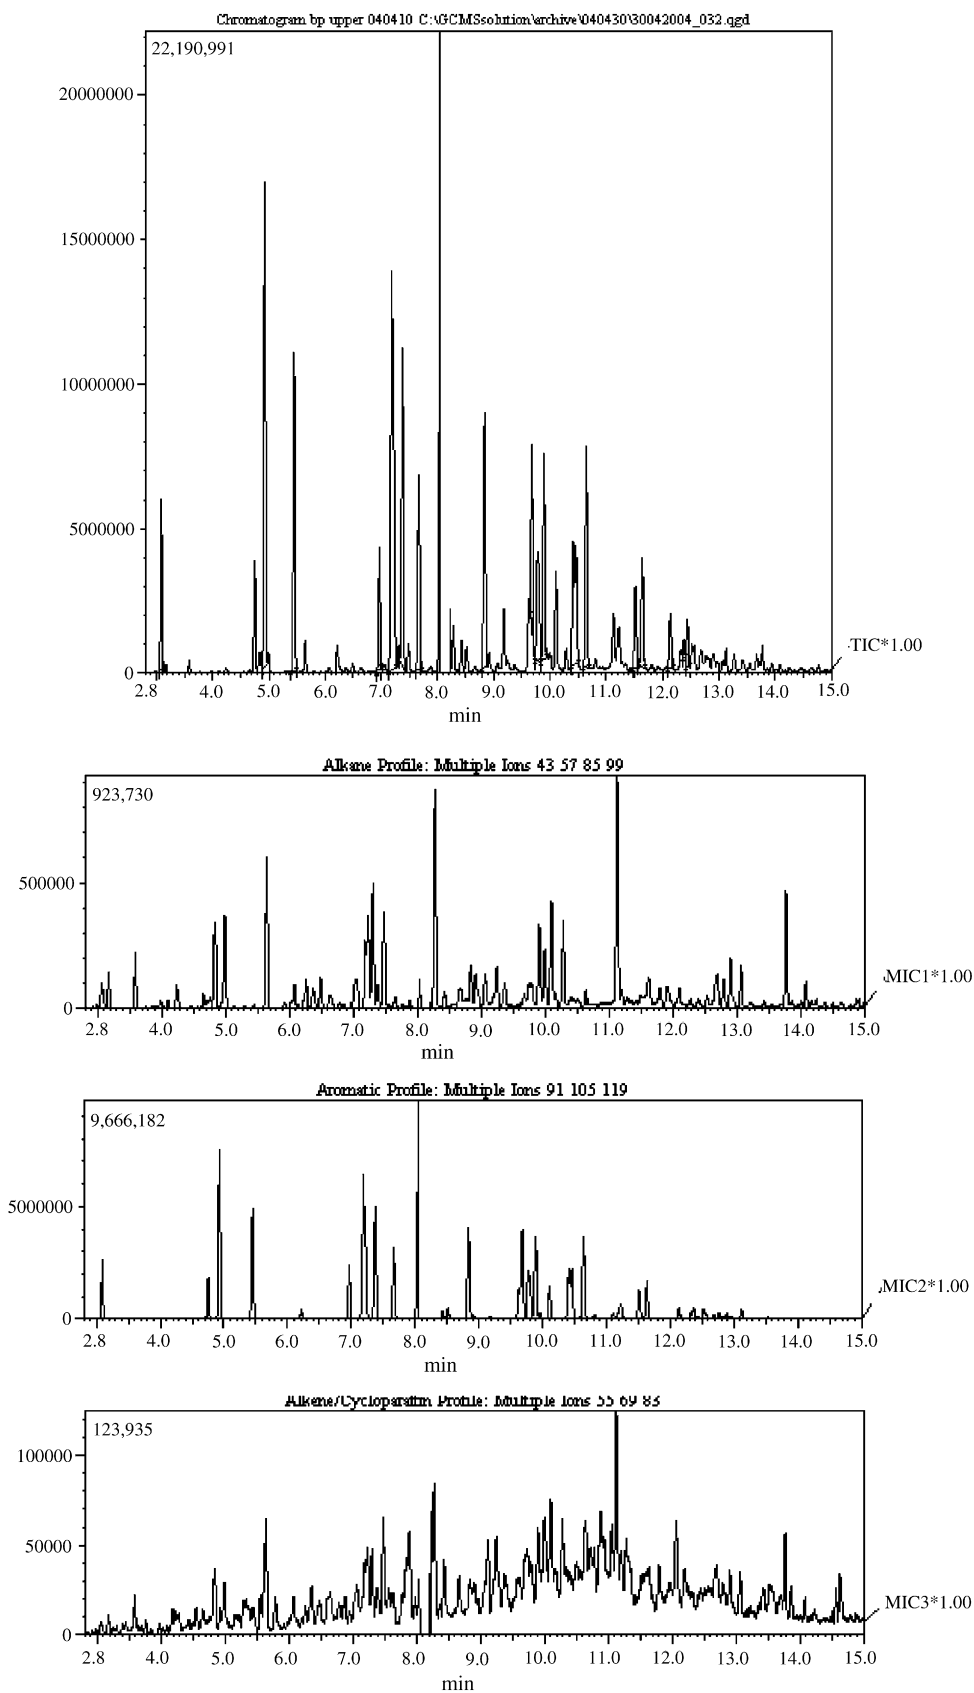 Chromatogram bp upper 040410 C:\GCMSsolution\archive\040430\30042004_032.qgd
22,190,991
20000000
15000000
10000000
5000000
0
TIC*1.00
2.8 4.0 5.0 6.0 7.0 8.0 9.0 10.0 11.0 12.0 13.0 14.0 15.0
min
Alkane Profile: Multiple Ions 43 57 85 99
923,730
500000
0
MIC1*1.00
2.8 4.0 5.0 6.0 7.0 8.0 9.0 10.0 11.0 12.0 13.0 14.0 15.0
min
Aromatic Profile: Multiple Ions 91 105 119
9,666,182
5000000
0
MIC2*1.00
2.8 4.0 5.0 6.0 7.0 8.0 9.0 10.0 11.0 12.0 13.0 14.0 15.0
min
Alkene/Cycloparaffin Profile: Multiple Ions 55 69 83
123,935
100000
50000
0
MIC3*1.00
2.8 4.0 5.0 6.0 7.0 8.0 9.0 10.0 11.0 12.0 13.0 14.0 15.0
min